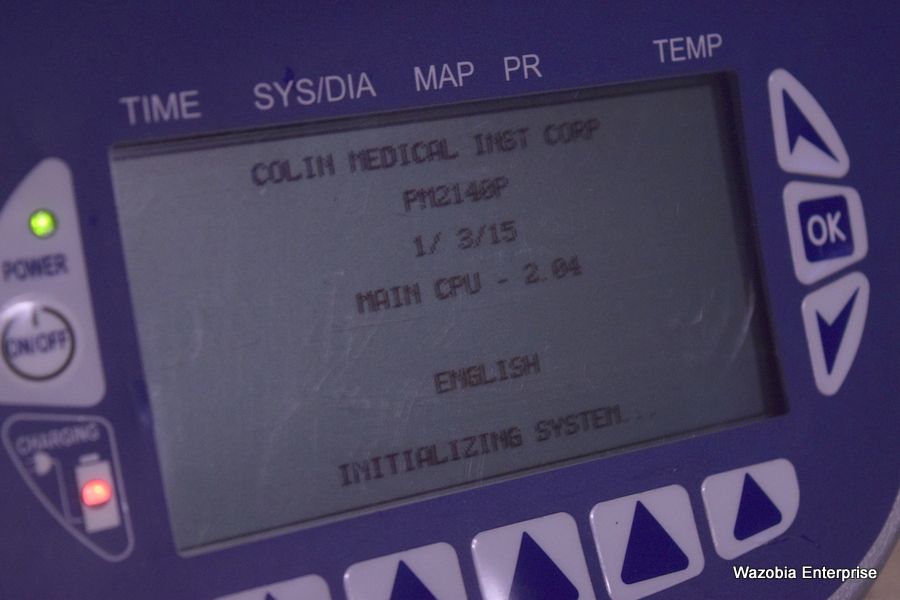 TIME SYS/DIA MAP PR TEMP
COLIN MEDICAL INST CORP
PM2140P
1/ 3/15
MAIN CPU - 2.04
ENGLISH
INITIALIZING SYSTEM...
POWER
ON/OFF
CHARGING
OK
Wazobia Enterprise